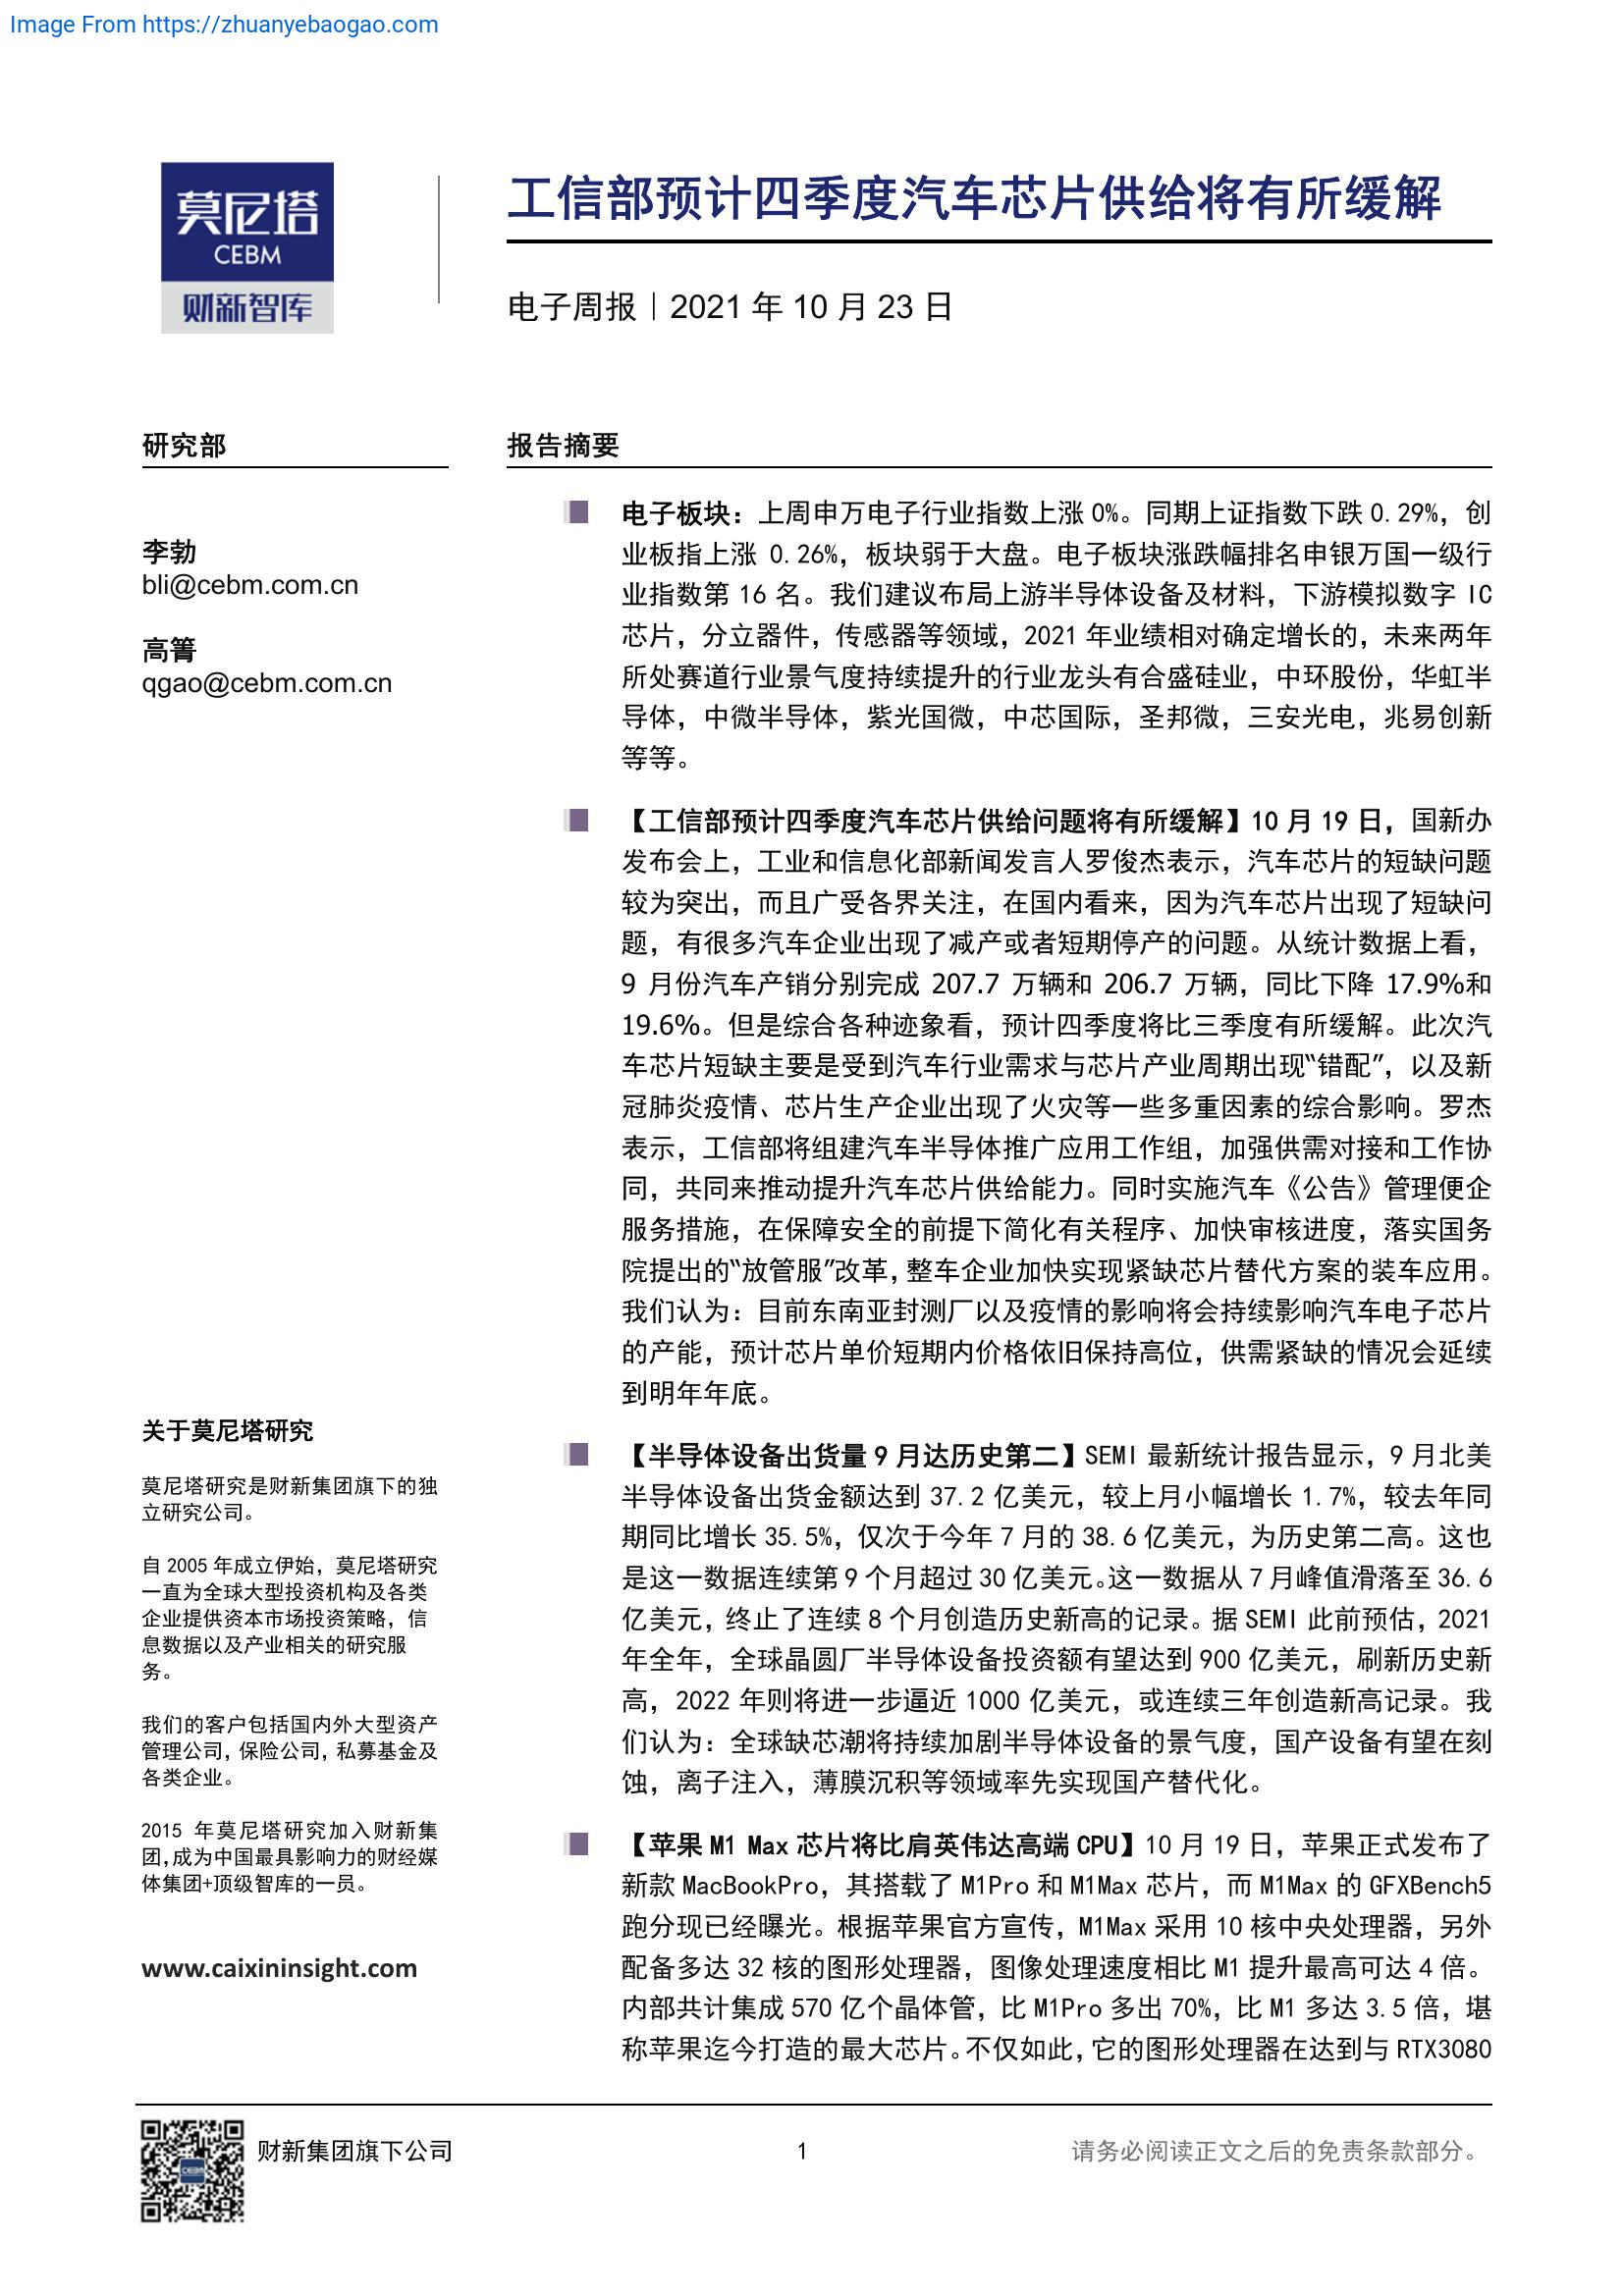 Image From https://zhuanyebaogao.com
莫尼塔
CEBM
财新智库
工信部预计四季度汽车芯片供给将有所缓解
电子周报|2021 年 10 月 23 日
研究部
李勃
bli@cebm.com.cn
高箐
qgao@cebm.com.cn
报告摘要
电子板块：上周申万电子行业指数上涨 0%。同期上证指数下跌 0.29%，创
业板指上涨 0.26%，板块弱于大盘。电子板块涨跌幅排名申银万国一级行
业指数第 16 名。我们建议布局上游半导体设备及材料，下游模拟数字 IC
芯片，分立器件，传感器等领域，2021 年业绩相对确定增长的，未来两年
所处赛道行业景气度持续提升的行业龙头有合盛硅业，中环股份，华虹半
导体，中微半导体，紫光国微，中芯国际，圣邦微，三安光电，兆易创新
等等。
【工信部预计四季度汽车芯片供给问题将有所缓解】10 月 19 日，国新办
发布会上，工业和信息化部新闻发言人罗俊杰表示，汽车芯片的短缺问题
较为突出，而且广受各界关注，在国内看来，因为汽车芯片出现了短缺问
题，有很多汽车企业出现了减产或者短期停产的问题。从统计数据上看，
9 月份汽车产销分别完成 207.7 万辆和 206.7 万辆，同比下降 17.9%和
19.6%。但是综合各种迹象看，预计四季度将比三季度有所缓解。此次汽
车芯片短缺主要是受到汽车行业需求与芯片产业周期出现“错配”，以及新
冠肺炎疫情、芯片生产企业出现了火灾等一些多重因素的综合影响。罗杰
表示，工信部将组建汽车半导体推广应用工作组，加强供需对接和工作协
同，共同来推动提升汽车芯片供给能力。同时实施汽车《公告》管理便企
服务措施，在保障安全的前提下简化有关程序、加快审核进度，落实国务
院提出的“放管服”改革，整车企业加快实现紧缺芯片替代方案的装车应用。
我们认为：目前东南亚封测厂以及疫情的影响将会持续影响汽车电子芯片
的产能，预计芯片单价短期内价格依旧保持高位，供需紧缺的情况会延续
到明年年底。
【半导体设备出货量 9 月达历史第二】SEMI 最新统计报告显示，9 月北美
半导体设备出货金额达到 37.2 亿美元，较上月小幅增长 1.7%，较去年同
期同比增长 35.5%，仅次于今年 7 月的 38.6 亿美元，为历史第二高。这也
是这一数据连续第 9 个月超过 30 亿美元。这一数据从 7 月峰值滑落至 36.6
亿美元，终止了连续 8 个月创造历史新高的记录。据 SEMI 此前预估，2021
年全年，全球晶圆厂半导体设备投资额有望达到 900 亿美元，刷新历史新
高，2022 年则将进一步逼近 1000 亿美元，或连续三年创造新高记录。我
们认为：全球缺芯潮将持续加剧半导体设备的景气度，国产设备有望在刻
蚀，离子注入，薄膜沉积等领域率先实现国产替代化。
【苹果 M1 Max 芯片将比肩英伟达高端 CPU】10 月 19 日，苹果正式发布了
新款 MacBookPro，其搭载了 M1Pro 和 M1Max 芯片，而 M1Max 的 GFXBench5
跑分现已经曝光。根据苹果官方宣传，M1Max 采用 10 核中央处理器，另外
配备多达 32 核的图形处理器，图像处理速度相比 M1 提升最高可达 4 倍。
内部共计集成 570 亿个晶体管，比 M1Pro 多出 70%，比 M1 多达 3.5 倍，堪
称苹果迄今打造的最大芯片。不仅如此，它的图形处理器在达到与 RTX3080
关于莫尼塔研究
莫尼塔研究是财新集团旗下的独
立研究公司。
自 2005 年成立伊始，莫尼塔研究
一直为全球大型投资机构及各类
企业提供资本市场投资策略，信
息数据以及产业相关的研究服
务。
我们的客户包括国内外大型资产
管理公司，保险公司，私募基金及
各类企业。
2015 年莫尼塔研究加入财新集
团，成为中国最具影响力的财经媒
体集团+顶级智库的一员。
www.caixininsight.com
CEBM
财新集团旗下公司
1
请务必阅读正文之后的免责条款部分。